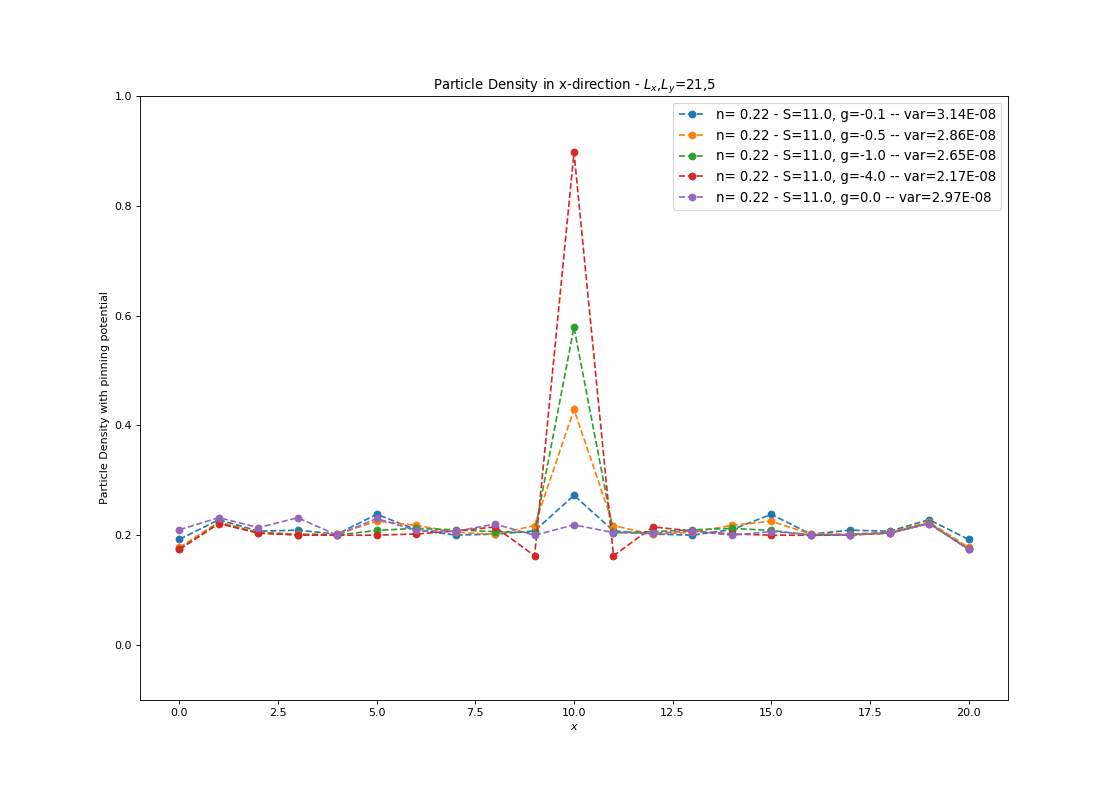 Particle Density in x-direction - Lx,Ly=21,5
1.0
0.8
0.6
0.4
0.2
0.0
Particle Density with pinning potential
n= 0.22 - S=11.0, g=-0.1 -- var=3.14E-08
n= 0.22 - S=11.0, g=-0.5 -- var=2.86E-08
n= 0.22 - S=11.0, g=-1.0 -- var=2.65E-08
n= 0.22 - S=11.0, g=-4.0 -- var=2.17E-08
n= 0.22 - S=11.0, g=0.0 -- var=2.97E-08
0.0 2.5 5.0 7.5 10.0 12.5 15.0 17.5 20.0
x